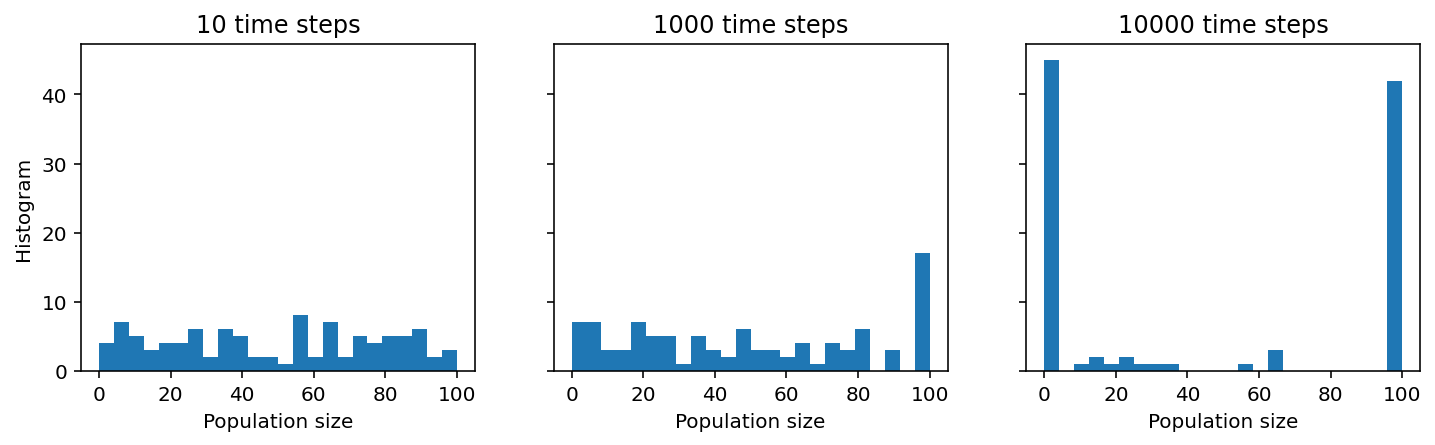 10 time steps
1000 time steps
10000 time steps
Histogram
40
30
20
10
0
0 20 40 60 80 100
0 20 40 60 80 100
0 20 40 60 80 100
Population size
Population size
Population size